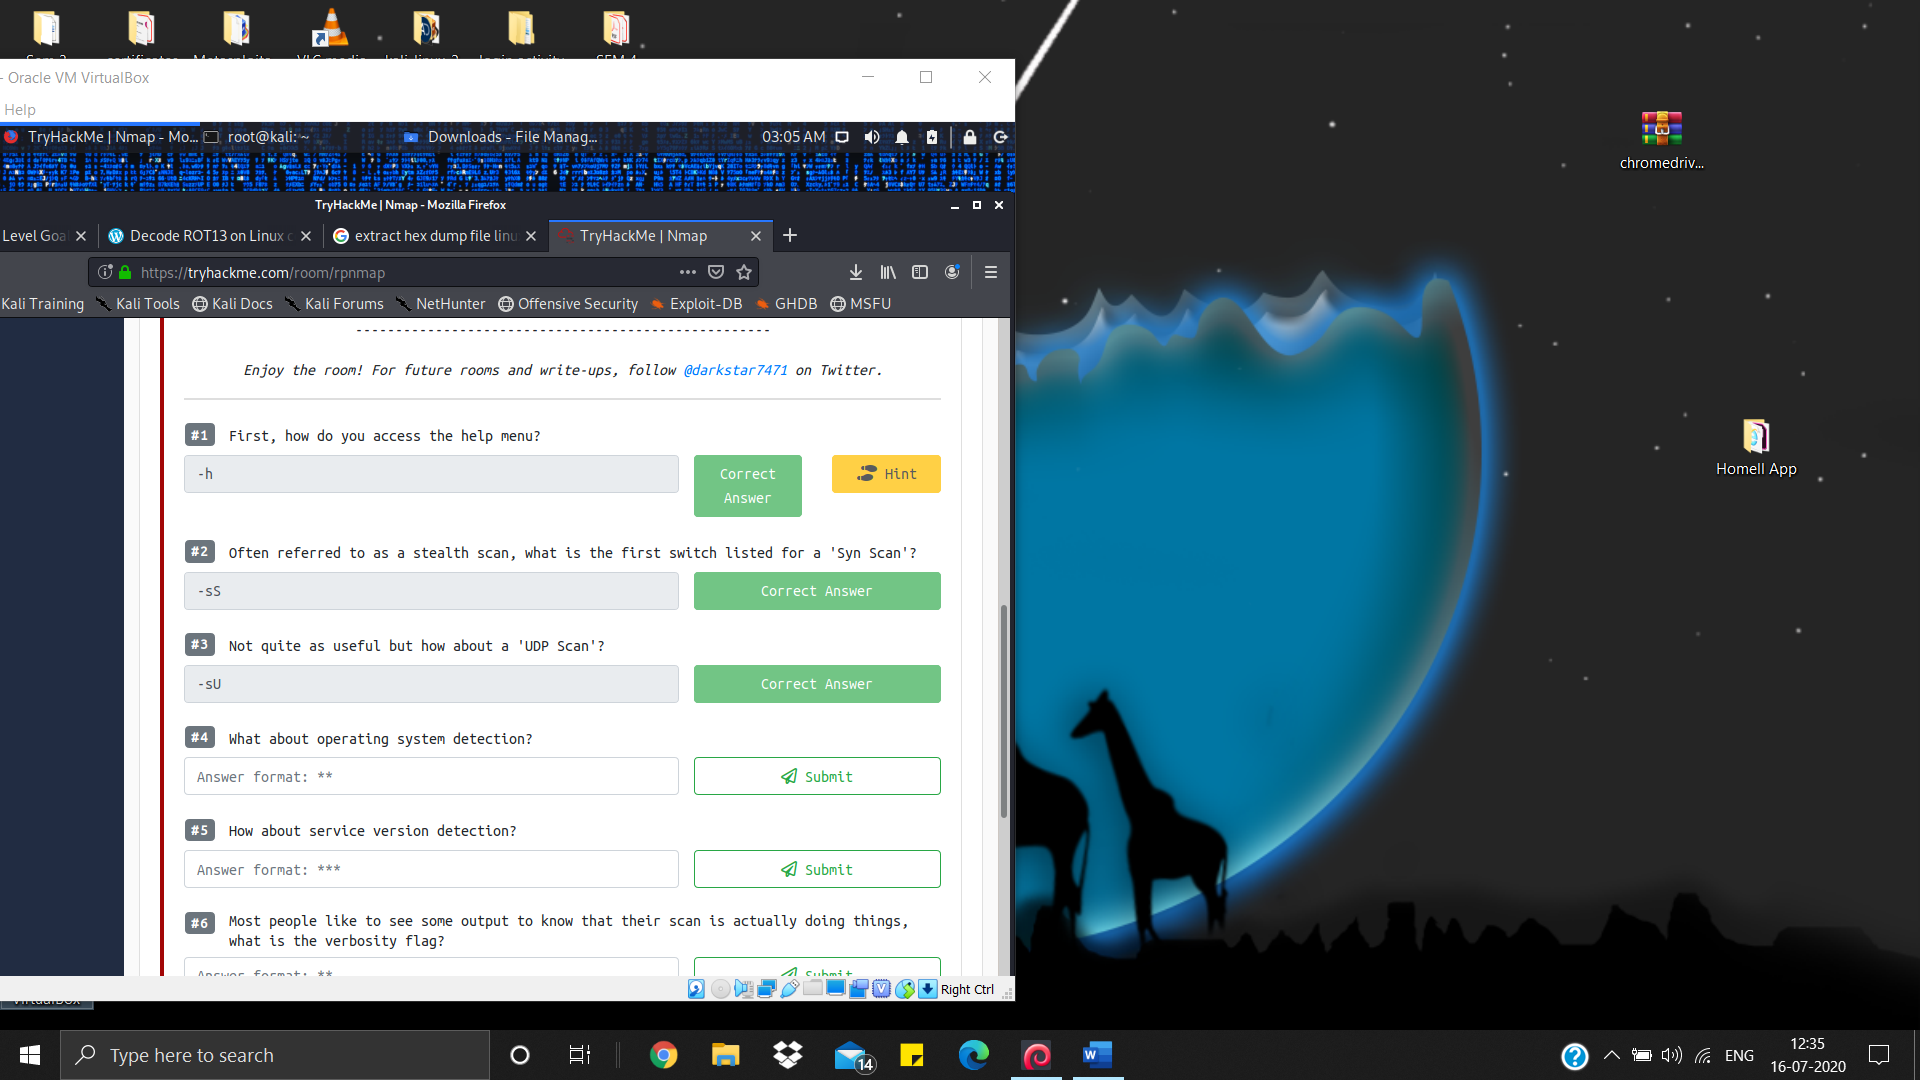 - Oracle VM VirtualBox
Help
TryHackMe | Nmap - Mo...
root@kali: ~
Downloads - File Manag...
03:05 AM
TryHackMe | Nmap - Mozilla Firefox
Level Goa
Decode ROT13 on Linux c
extract hex dump file linu
TryHackMe | Nmap
https://tryhackme.com/room/rpnmap
Kali Training
Kali Tools
Kali Docs
Kali Forums
NetHunter
Offensive Security
Exploit-DB
GHDB
MSFU
----------------------------------------------------
Enjoy the room! For future rooms and write-ups, follow @darkstar7471 on Twitter.
#1 First, how do you access the help menu?
-h
Correct Answer
Hint
#2 Often referred to as a stealth scan, what is the first switch listed for a 'Syn Scan'?
-sS
Correct Answer
#3 Not quite as useful but how about a 'UDP Scan'?
-sU
Correct Answer
#4 What about operating system detection?
Answer format: **
Submit
#5 How about service version detection?
Answer format: ***
Submit
#6 Most people like to see some output to know that their scan is actually doing things,
what is the verbosity flag?
Answer format: **
Submit
Right Ctrl
VirtualBox
chromedriv...
Homell App
Type here to search
14
ENG
12:35
16-07-2020